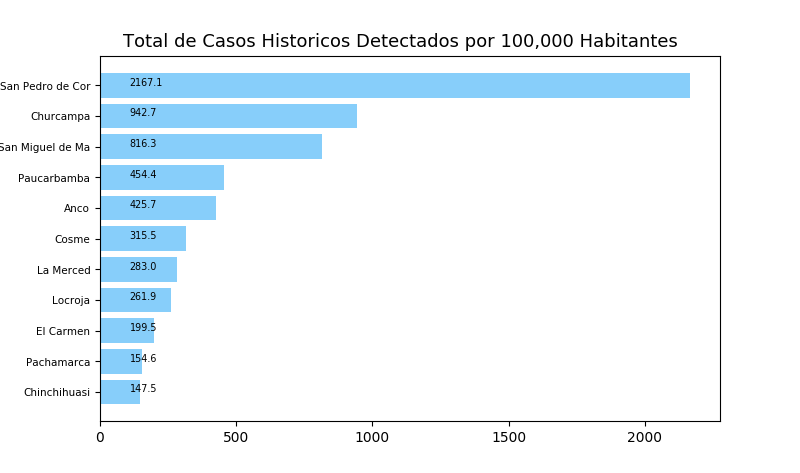 Total de Casos Historicos Detectados por 100,000 Habitantes
San Pedro de Cor 2167.1
Churcampa 942.7
San Miguel de Ma 816.3
Paucarbamba 454.4
Anco 425.7
Cosme 315.5
La Merced 283.0
Locroja 261.9
El Carmen 199.5
Pachamarca 154.6
Chinchihuasi 147.5
0 500 1000 1500 2000